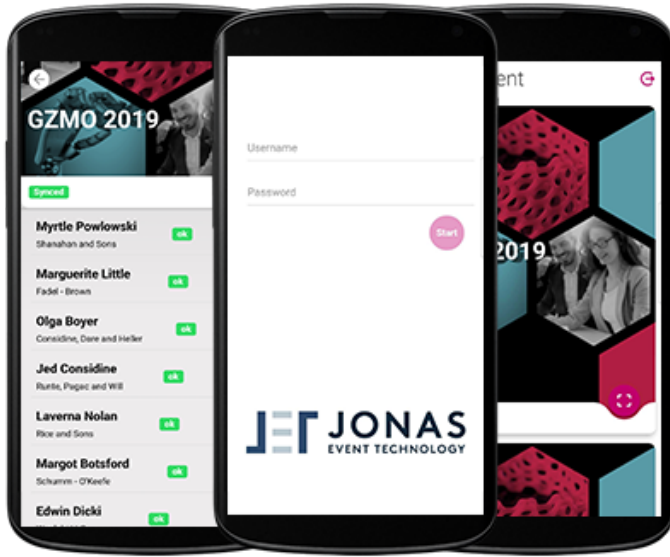 GZMO 2019
Synced
Myrtle Powlowski
ok
Shanahan and Sons
Marguerite Little
ok
Fadel - Brown
Olga Boyer
ok
Considine, Dare and Heller
Jed Considine
ok
Runte, Pagac and Will
Laverna Nolan
ok
Rice and Sons
Margot Botsford
ok
Schumm - O'Keefe
Edwin Dicki
ok
Username
Password
Start
JET JONAS
EVENT TECHNOLOGY
ent
2019